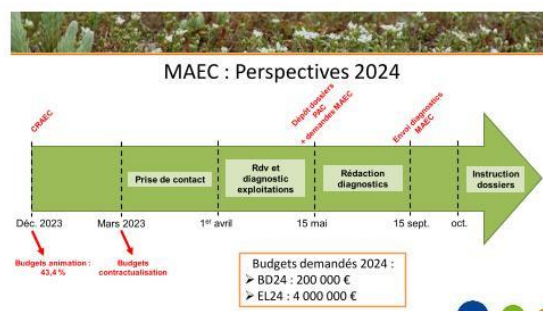 MAEC : Perspectives 2024
CRAEC
Dépôt dossiers
PAC
+ demandes MAEC
Envoi diagnostics
MAEC
Prise de contact
Rdv et
diagnostic
exploitations
Rédaction
diagnostics
Instruction
dossiers
Déc. 2023
Mars 2023
1er avril
15 mai
15 sept.
oct.
Budgets animation :
43,4 %
Budgets
contractualisation
Budgets demandés 2024 :
➢ BD24 : 200 000 €
➢ EL24 : 4 000 000 €